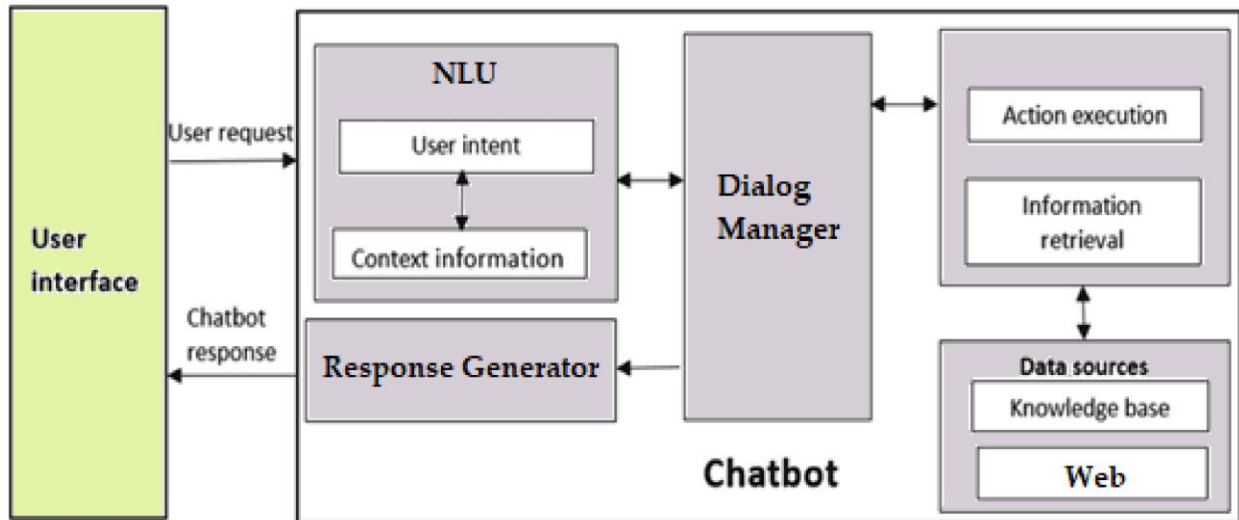 User
interface
User request
Chatbot
response
NLU
User intent
Context information
Response Generator
Dialog
Manager
Action execution
Information
retrieval
Data sources
Knowledge base
Web
Chatbot